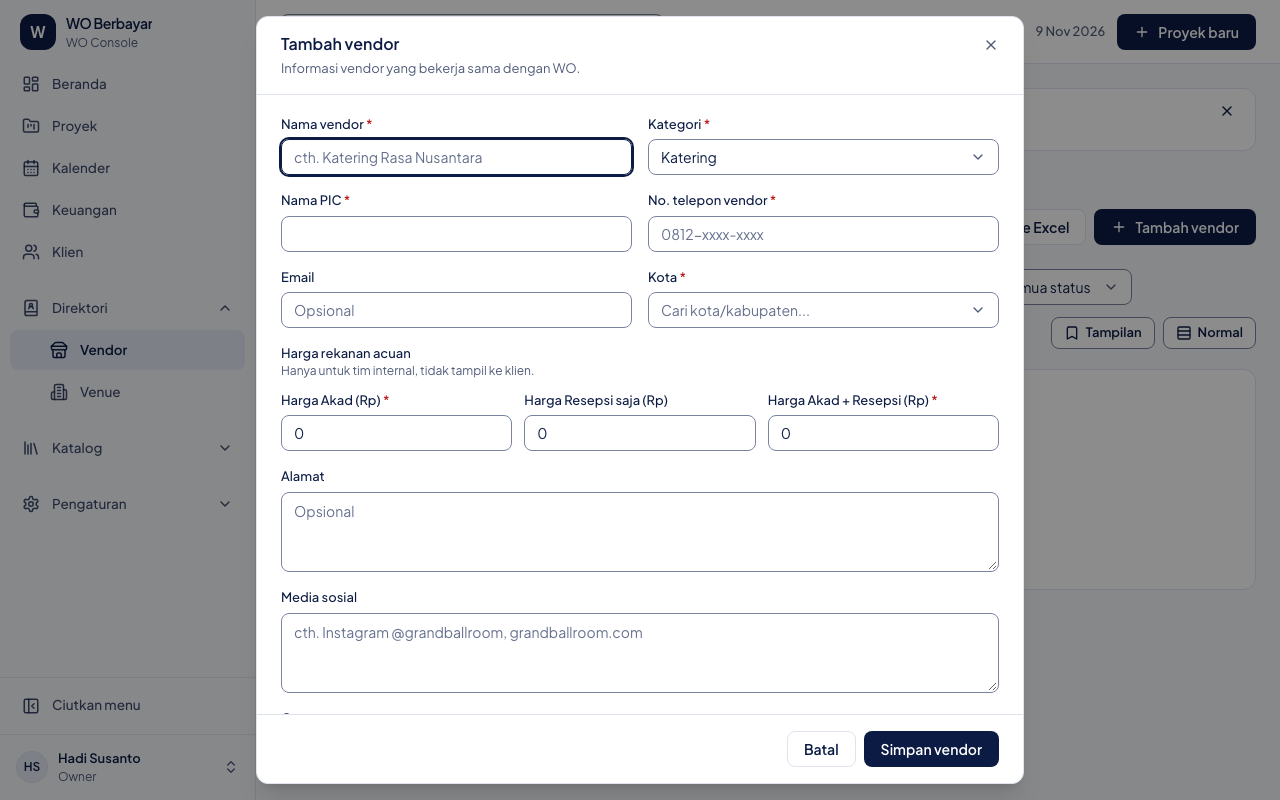 W
WO Berbayar
WO Console
Beranda
Proyek
Kalender
Keuangan
Klien
Direktori
Vendor
Venue
Katalog
Pengaturan
Ciutkan menu
HS
Hadi Susanto
Owner
9 Nov 2026
+ Proyek baru
Excel
+ Tambah vendor
status
Tampilan
Normal
Tambah vendor
Informasi vendor yang bekerja sama dengan WO.
Nama vendor *
cth. Katering Rasa Nusantara
Kategori *
Katering
Nama PIC *
No. telepon vendor *
0812-xxxx-xxxx
Email
Opsional
Kota *
Cari kota/kabupaten...
Harga rekanan acuan
Hanya untuk tim internal, tidak tampil ke klien.
Harga Akad (Rp) *
0
Harga Resepsi saja (Rp)
0
Harga Akad + Resepsi (Rp) *
0
Alamat
Opsional
Media sosial
cth. Instagram @grandballroom, grandballroom.com
Batal
Simpan vendor